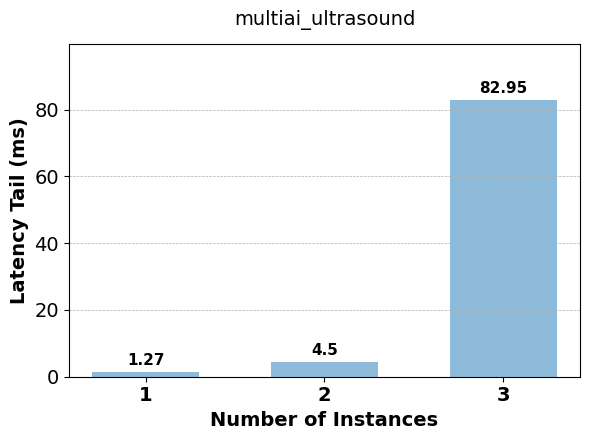 multiai_ultrasound
Latency Tail (ms)
80
60
40
20
0
82.95
4.5
1.27
1 2 3
Number of Instances